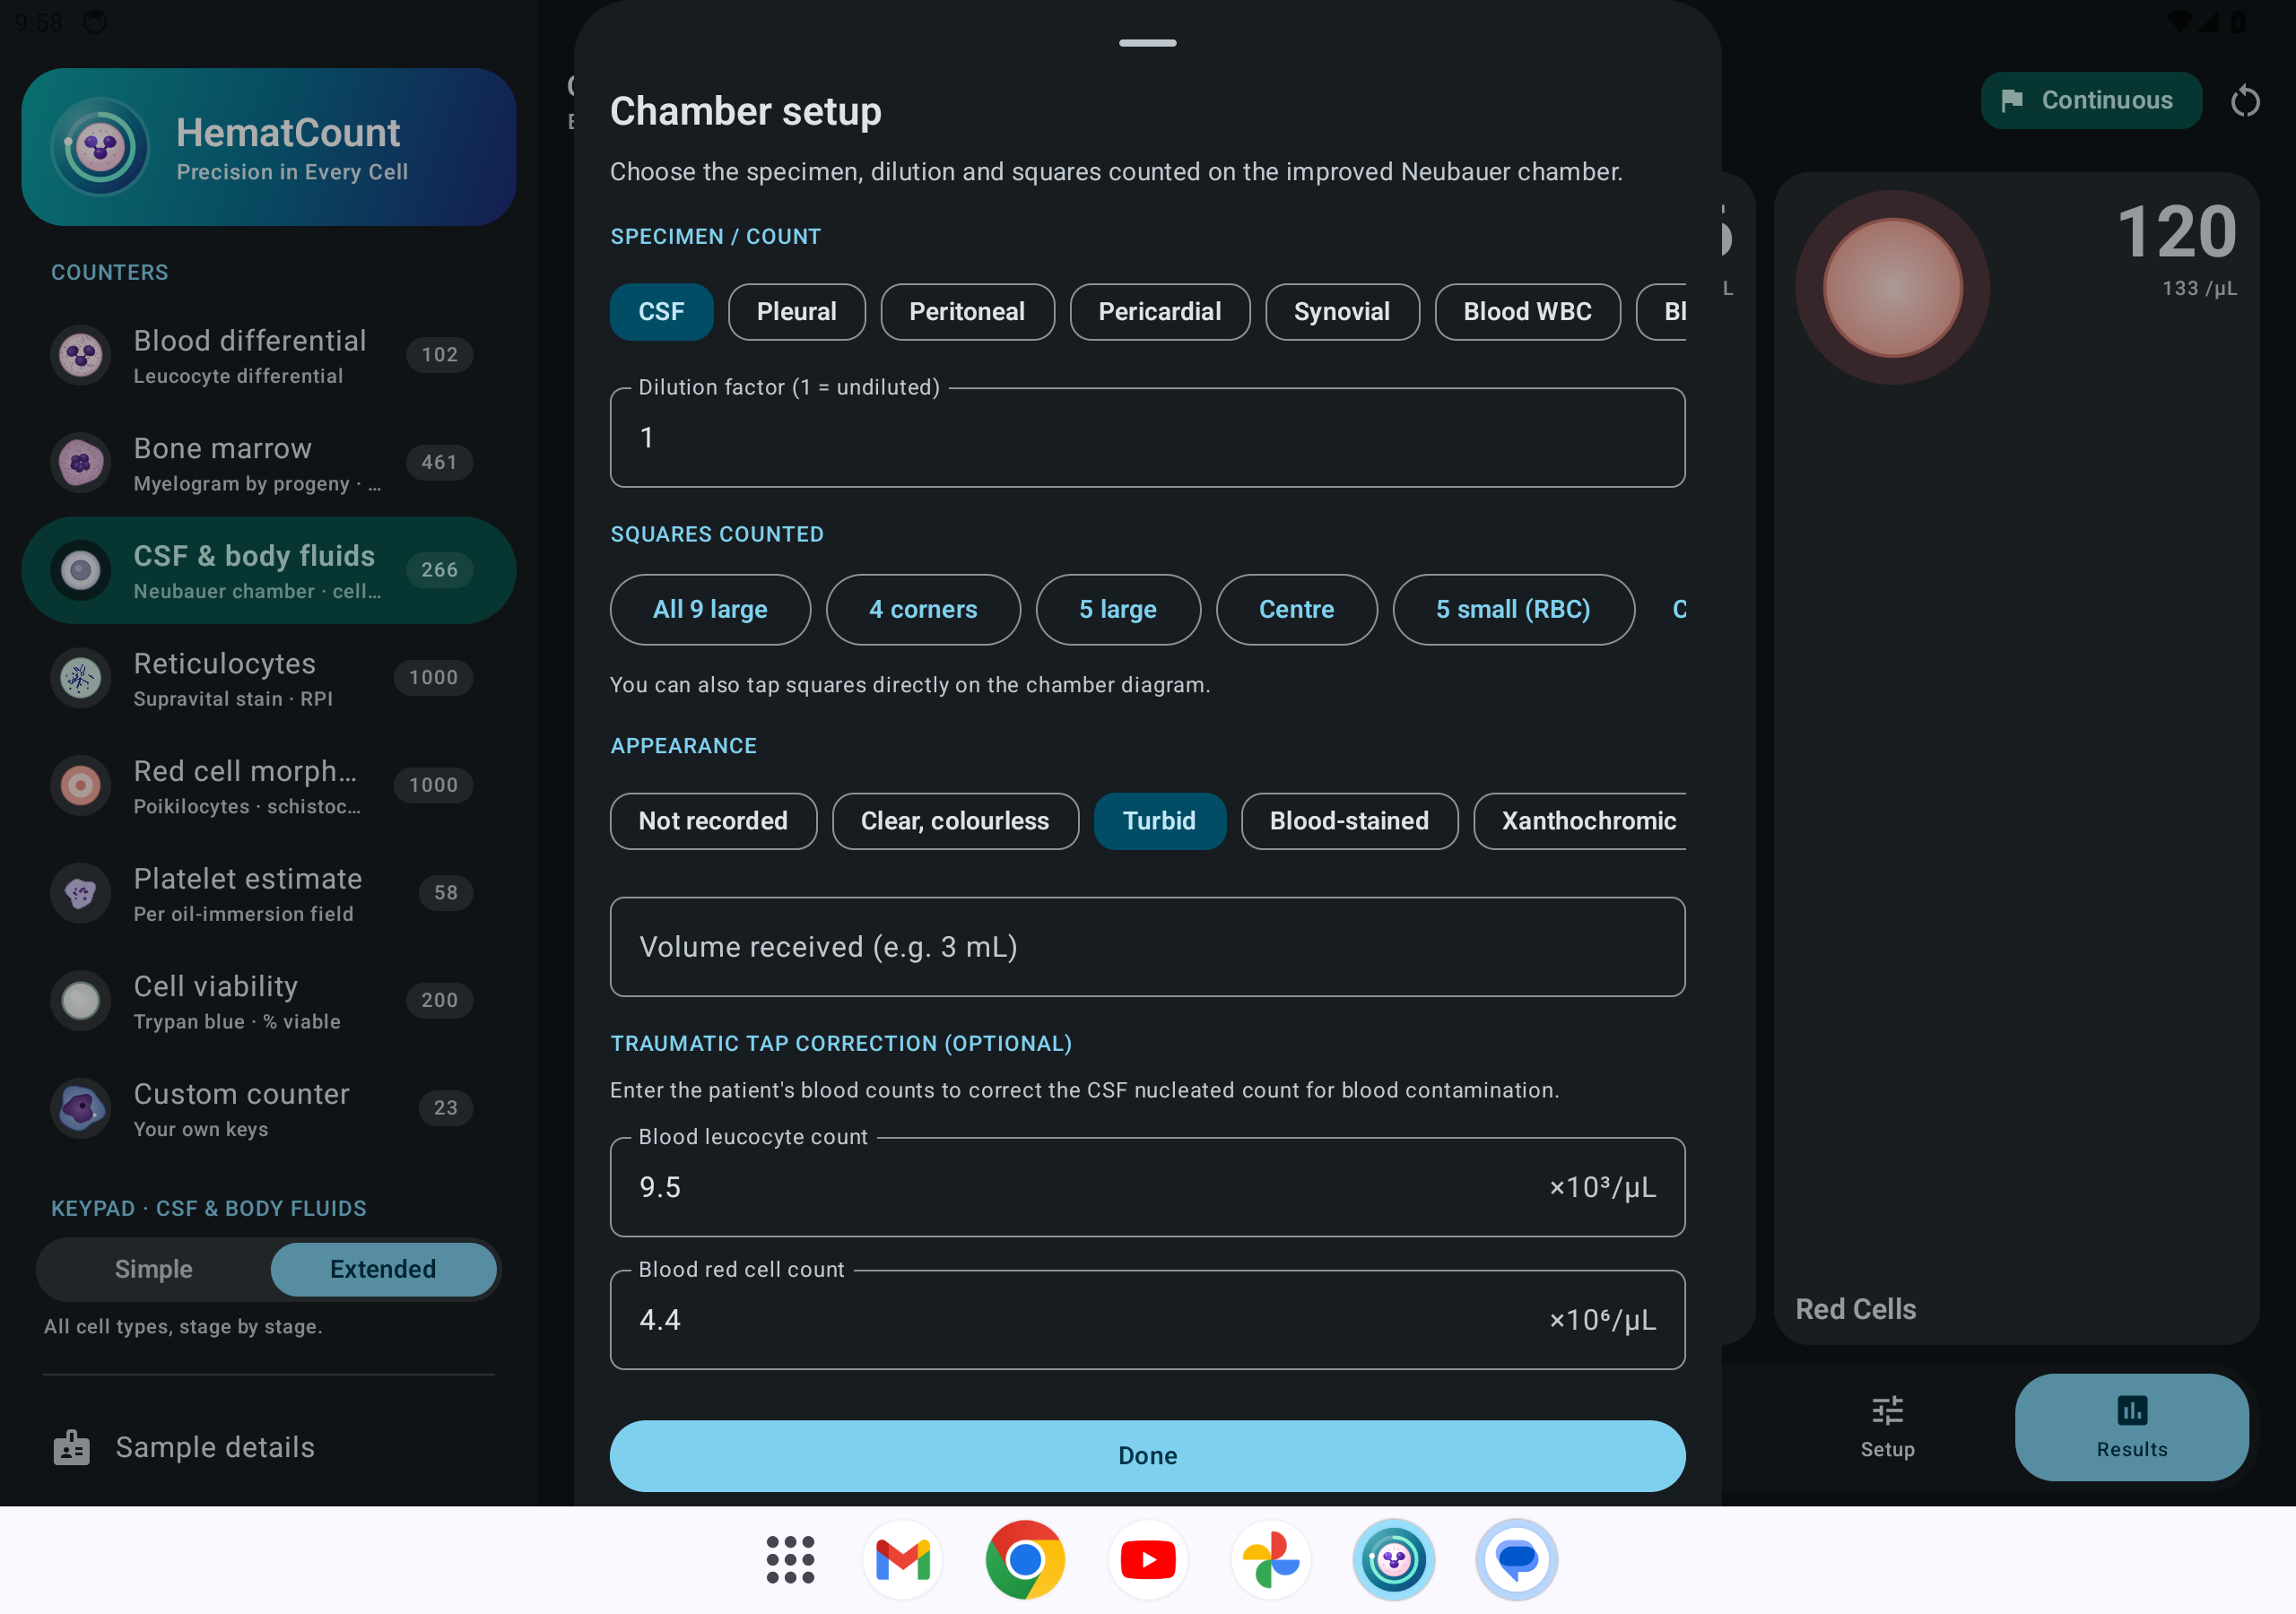 9:58
HematCount
Precision in Every Cell
COUNTERS
Blood differential
Leucocyte differential
102
Bone marrow
Myelogram by progeny · …
461
CSF & body fluids
Neubauer chamber · cell…
266
Reticulocytes
Supravital stain · RPI
1000
Red cell morph…
Poikilocytes · schistoc…
1000
Platelet estimate
Per oil-immersion field
58
Cell viability
Trypan blue · % viable
200
Custom counter
Your own keys
23
KEYPAD · CSF & BODY FLUIDS
Simple
Extended
All cell types, stage by stage.
Sample details
Chamber setup
Choose the specimen, dilution and squares counted on the improved Neubauer chamber.
SPECIMEN / COUNT
CSF
Pleural
Peritoneal
Pericardial
Synovial
Blood WBC
Bl
Dilution factor (1 = undiluted)
1
SQUARES COUNTED
All 9 large
4 corners
5 large
Centre
5 small (RBC)
You can also tap squares directly on the chamber diagram.
APPEARANCE
Not recorded
Clear, colourless
Turbid
Blood-stained
Xanthochromic
Volume received (e.g. 3 mL)
TRAUMATIC TAP CORRECTION (OPTIONAL)
Enter the patient's blood counts to correct the CSF nucleated count for blood contamination.
Blood leucocyte count
9.5 ×10³/µL
Blood red cell count
4.4 ×10⁶/µL
Done
Continuous
120
133 /µL
Red Cells
Setup
Results